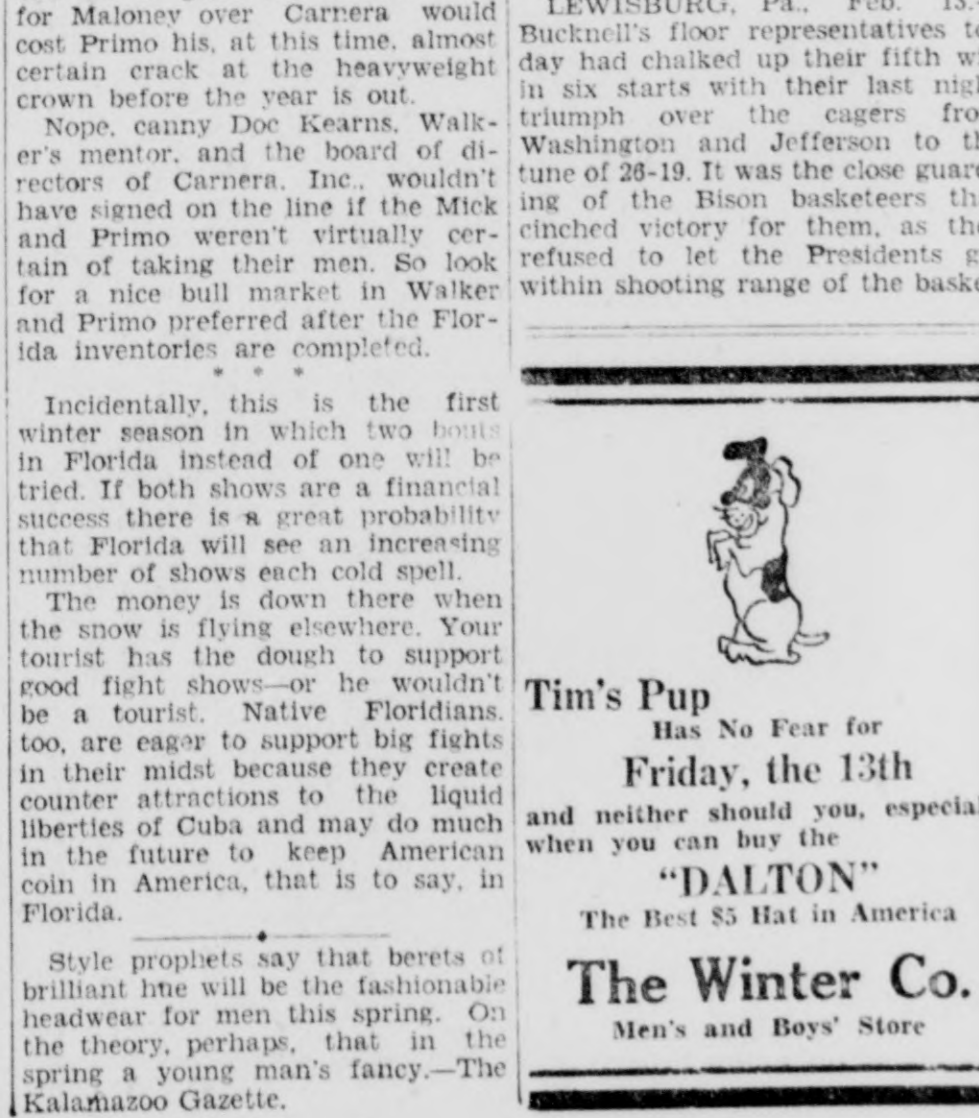 for Maloney over Carnera would
cost Primo his, at this time, almost
certain crack at the heavyweight
crown before the year is out.
Nope, canny Doc Kearns, Walk-
er's mentor, and the board of di-
rectors of Carnera, Inc., wouldn't
have signed on the line if the Mick
and Primo weren't virtually cer-
tain of taking their men. So look
for a nice bull market in Walker
and Primo preferred after the Flor-
ida inventories are completed.
* * *
Incidentally, this is the first
winter season in which two bouts
in Florida instead of one will be
tried. If both shows are a financial
success there is a great probability
that Florida will see an increasing
number of shows each cold spell.
The money is down there when
the snow is flying elsewhere. Your
tourist has the dough to support
good fight shows—or he wouldn't
be a tourist. Native Floridians,
too, are eager to support big fights
in their midst because they create
counter attractions to the liquid
liberties of Cuba and may do much
in the future to keep American
coin in America, that is to say, in
Florida.
Style prophets say that berets of
brilliant hue will be the fashionable
headwear for men this spring. On
the theory, perhaps, that in the
spring a young man's fancy.—The
Kalamazoo Gazette.
LEWISBURG, Pa., Feb. 13.
Bucknell's floor representatives to
day had chalked up their fifth w
in six starts with their last nig
triumph over the cagers fro
Washington and Jefferson to t
tune of 26-19. It was the close guar
ing of the Bison basketeers th
cinched victory for them, as the
refused to let the Presidents g
within shooting range of the baske
Tim's Pup
Has No Fear for
Friday, the 13th
and neither should you, especial
when you can buy the
"DALTON"
The Best $5 Hat in America
The Winter Co.
Men's and Boys' Store